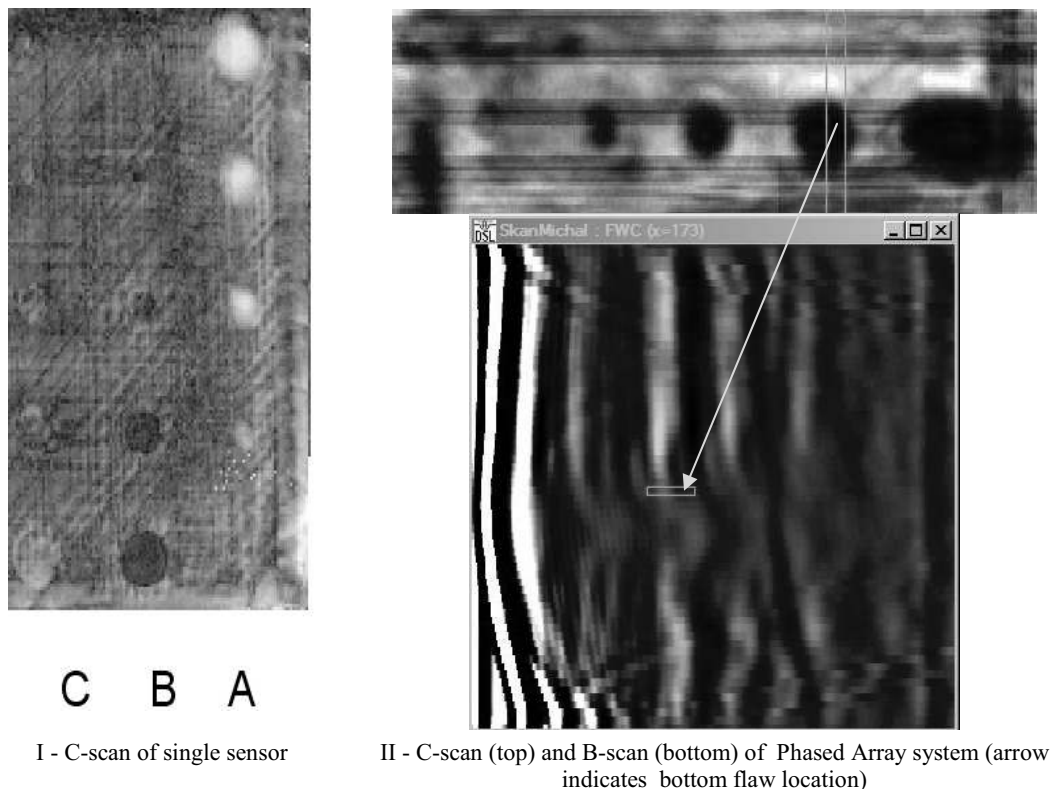 DSL SkanMichal : FWC (x=173)
C B A
I - C-scan of single sensor
II - C-scan (top) and B-scan (bottom) of Phased Array system (arrow
indicates bottom flaw location)